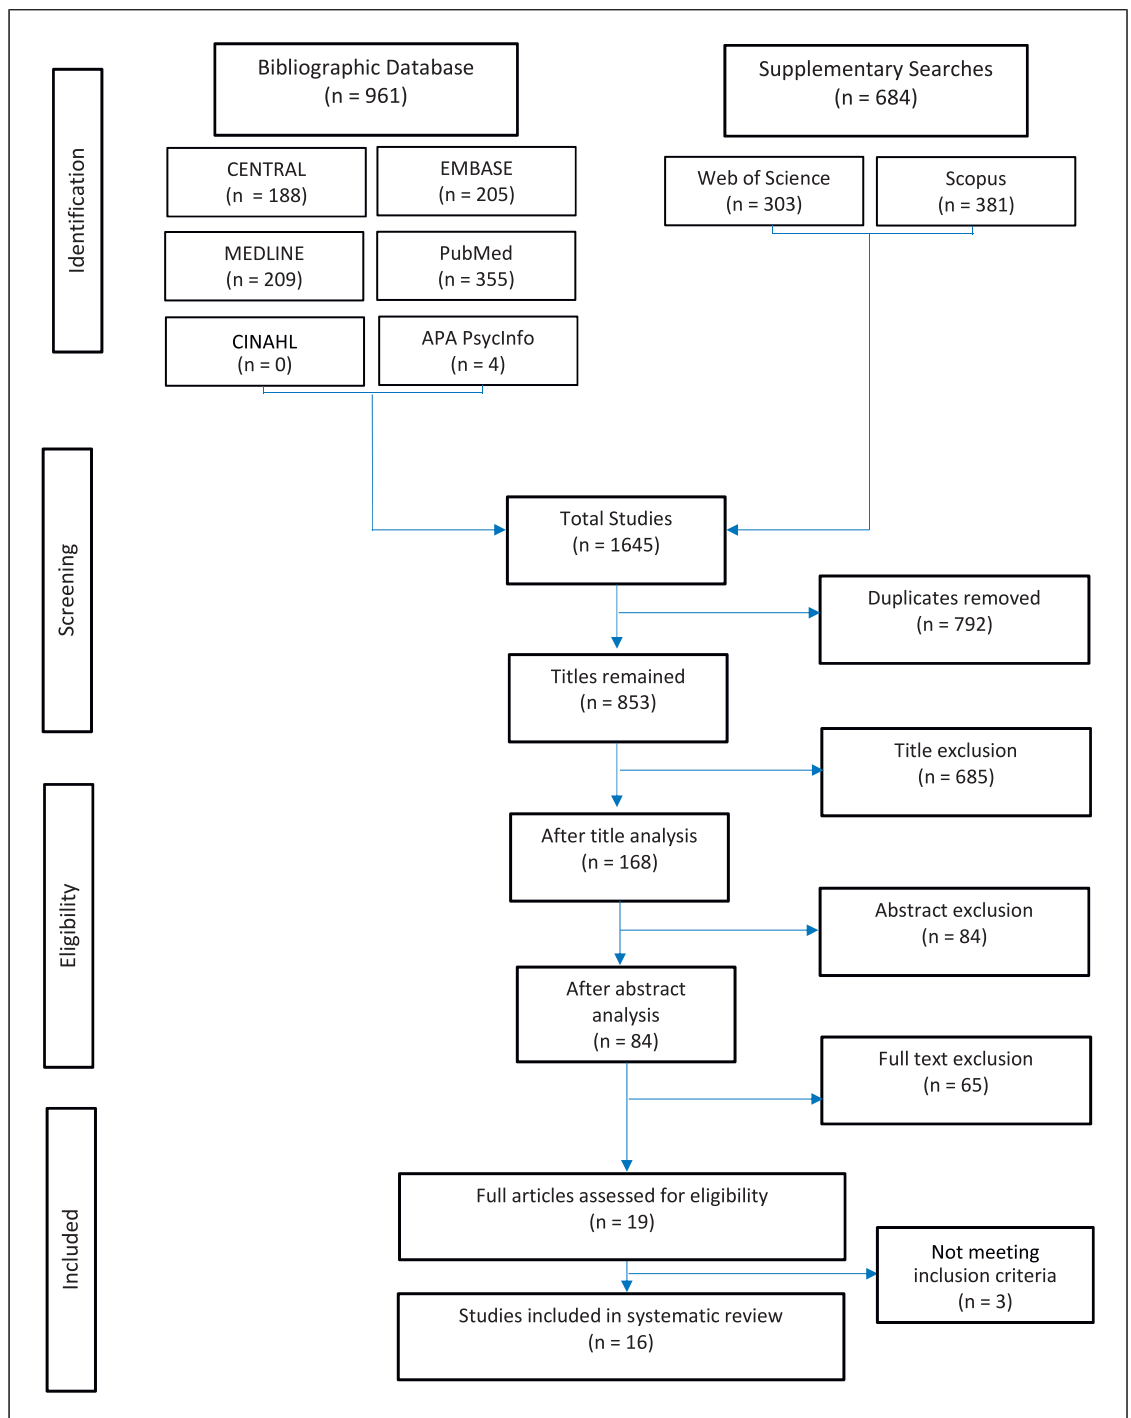 Identification
Bibliographic Database
(n = 961)
Supplementary Searches
(n = 684)
CENTRAL
(n  = 188)
EMBASE
(n = 205)
Web of Science
(n = 303)
Scopus
(n = 381)
MEDLINE
(n = 209)
PubMed
(n = 355)
CINAHL
(n = 0)
APA PsycInfo
(n = 4)
Screening
Total Studies
(n = 1645)
Duplicates removed
(n = 792)
Titles remained
(n = 853)
Title exclusion
(n = 685)
Eligibility
After title analysis
(n = 168)
Abstract exclusion
(n = 84)
After abstract
analysis
(n = 84)
Full text exclusion
(n = 65)
Included
Full articles assessed for eligibility
(n = 19)
Not meeting
inclusion criteria
(n = 3)
Studies included in systematic review
(n = 16)